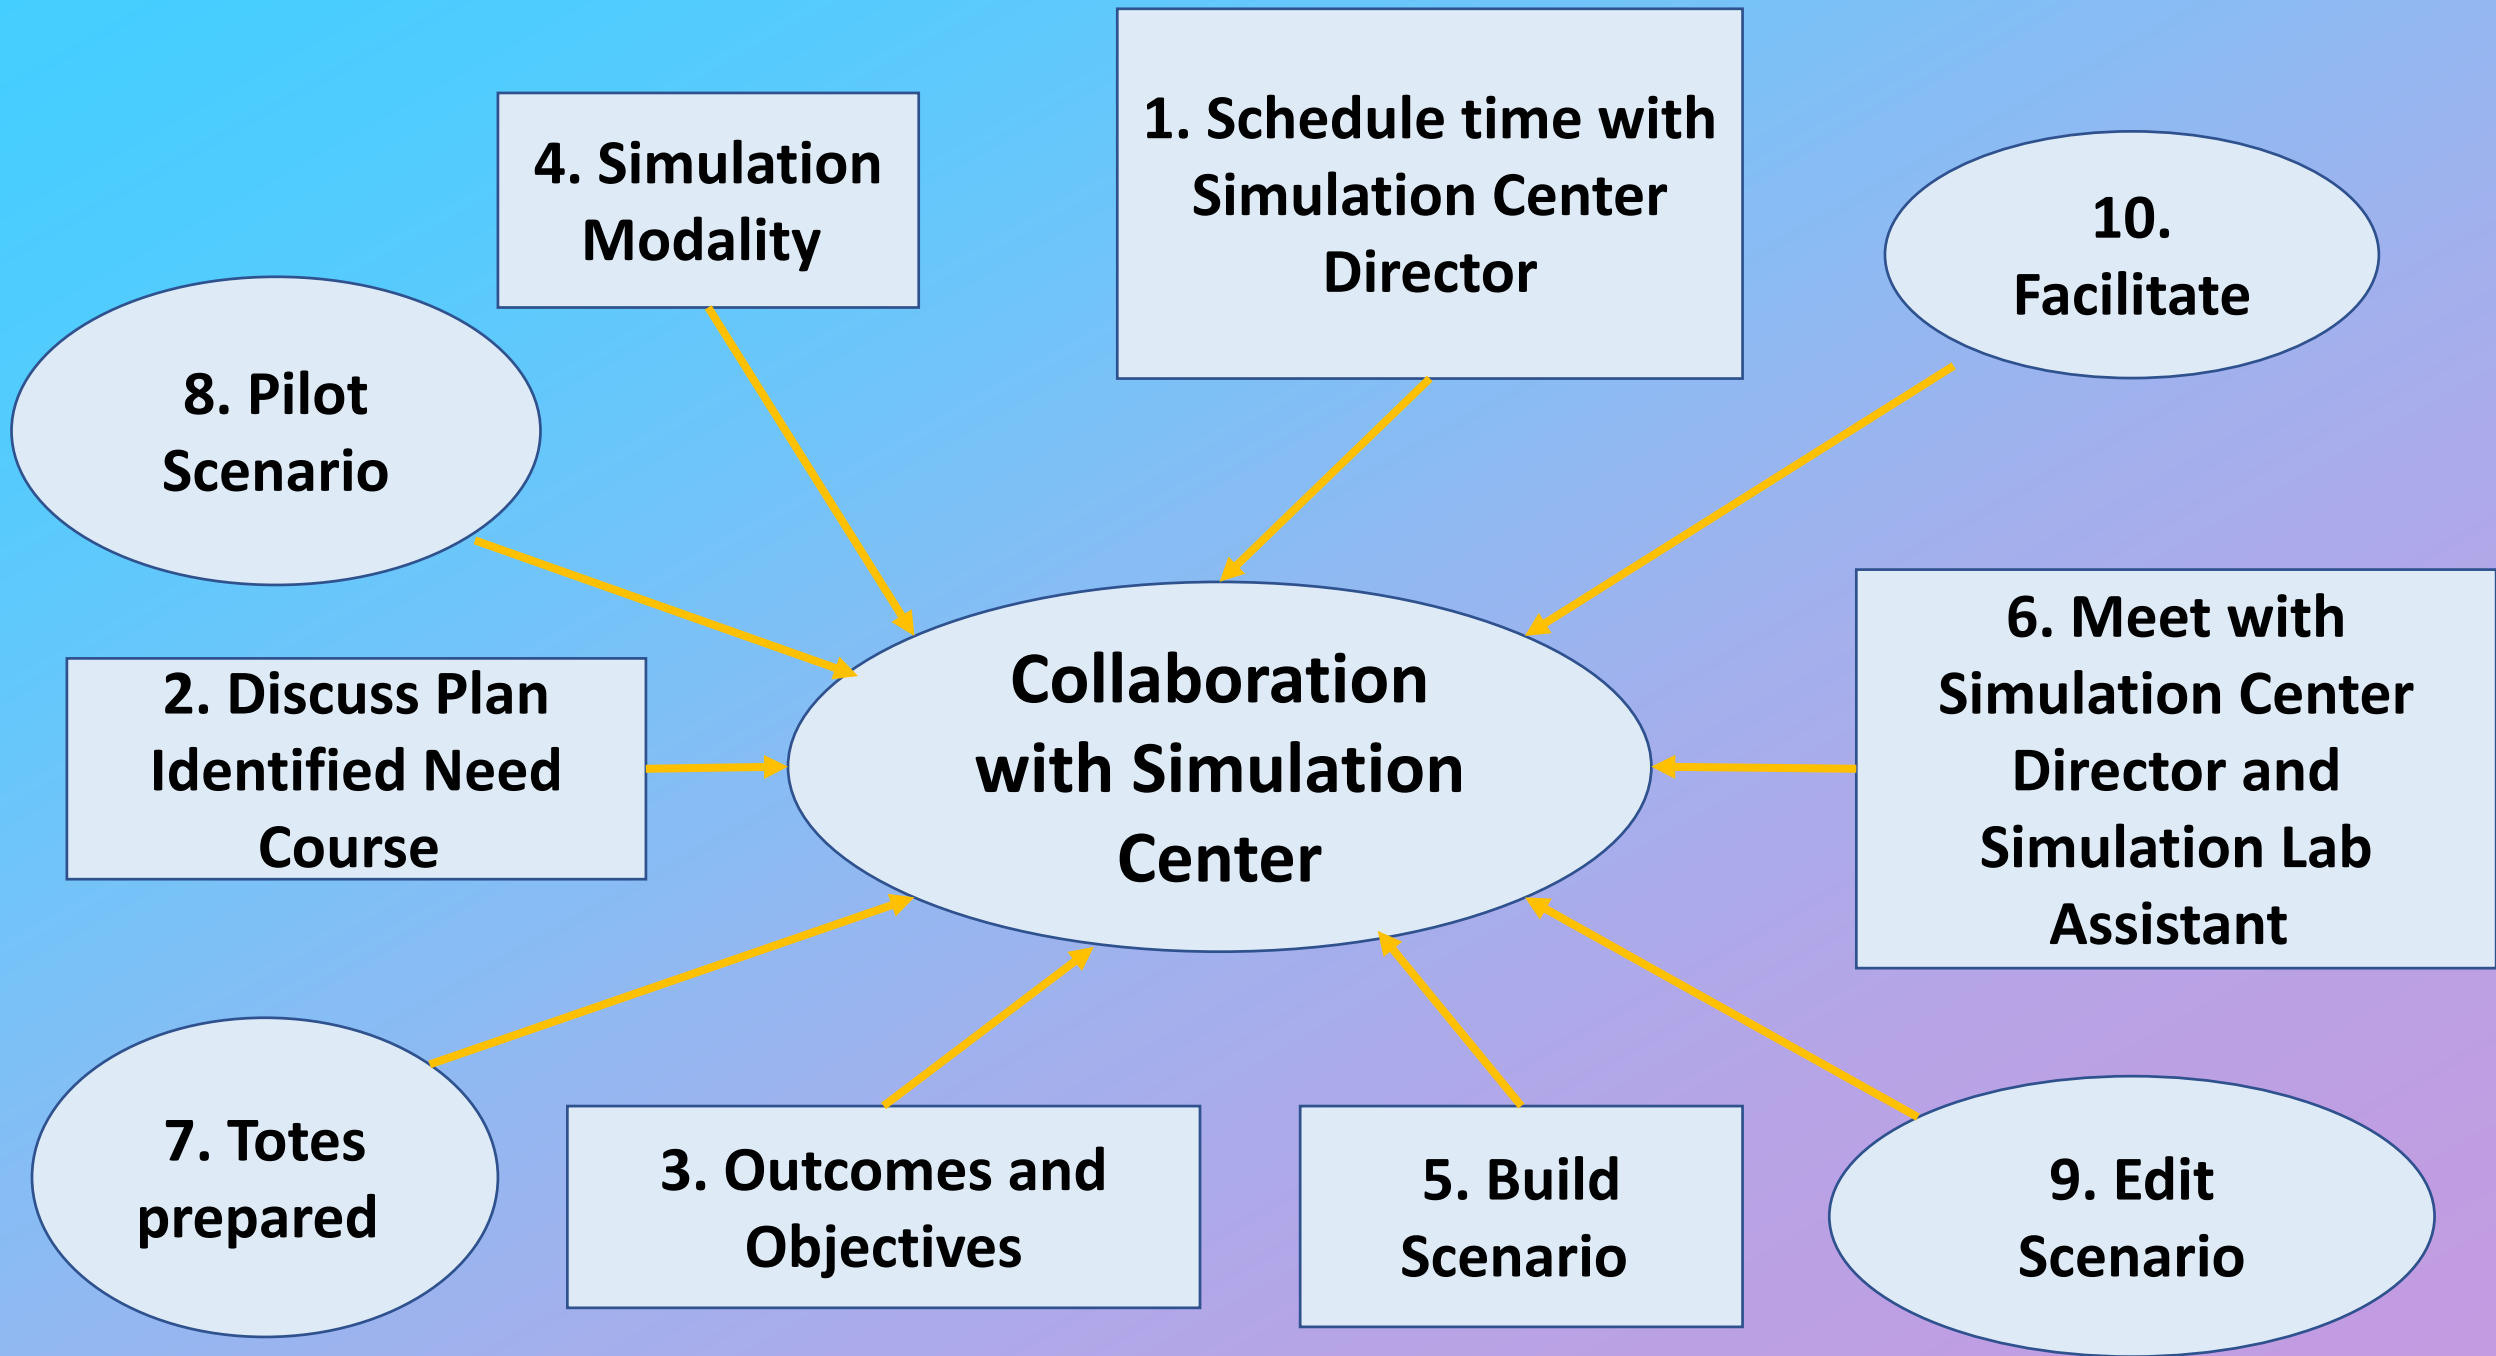 1. Schedule time with
Simulation Center
Director
4. Simulation
Modality
10.
Facilitate
8. Pilot
Scenario
6. Meet with
Simulation Center
Director and
Simulation Lab
Assistant
Collaboration
with Simulation
Center
2. Discuss Plan
Identified Need
Course
7. Totes
prepared
3. Outcomes and
Objectives
5. Build
Scenario
9. Edit
Scenario